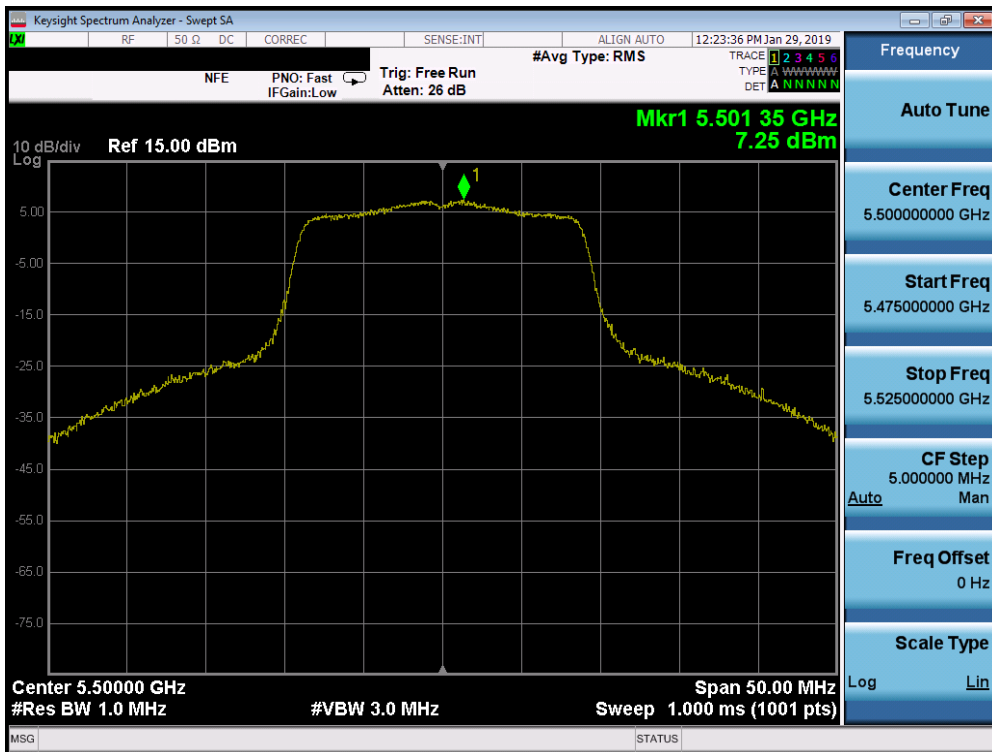 Keysight Spectrum Analyzer - Swept SA
LXI RF 50 Ω DC CORREC SENSE:INT ALIGN AUTO 12:23:36 PM Jan 29, 2019
NFE
PNO: Fast
IFGain:Low
Trig: Free Run
Atten: 26 dB
#Avg Type: RMS
TRACE 1 2 3 4 5 6
TYPE A WWWWW
DET A N N N N N
Mkr1 5.501 35 GHz
7.25 dBm
10 dB/div
Log
Ref 15.00 dBm
1
5.00
-5.00
-15.0
-25.0
-35.0
-45.0
-55.0
-65.0
-75.0
Center 5.50000 GHz
Span 50.00 MHz
#Res BW 1.0 MHz
#VBW 3.0 MHz
Sweep 1.000 ms (1001 pts)
MSG
STATUS
Frequency
Auto Tune
Center Freq
5.500000000 GHz
Start Freq
5.475000000 GHz
Stop Freq
5.525000000 GHz
CF Step
5.000000 MHz
Auto Man
Freq Offset
0 Hz
Scale Type
Log Lin